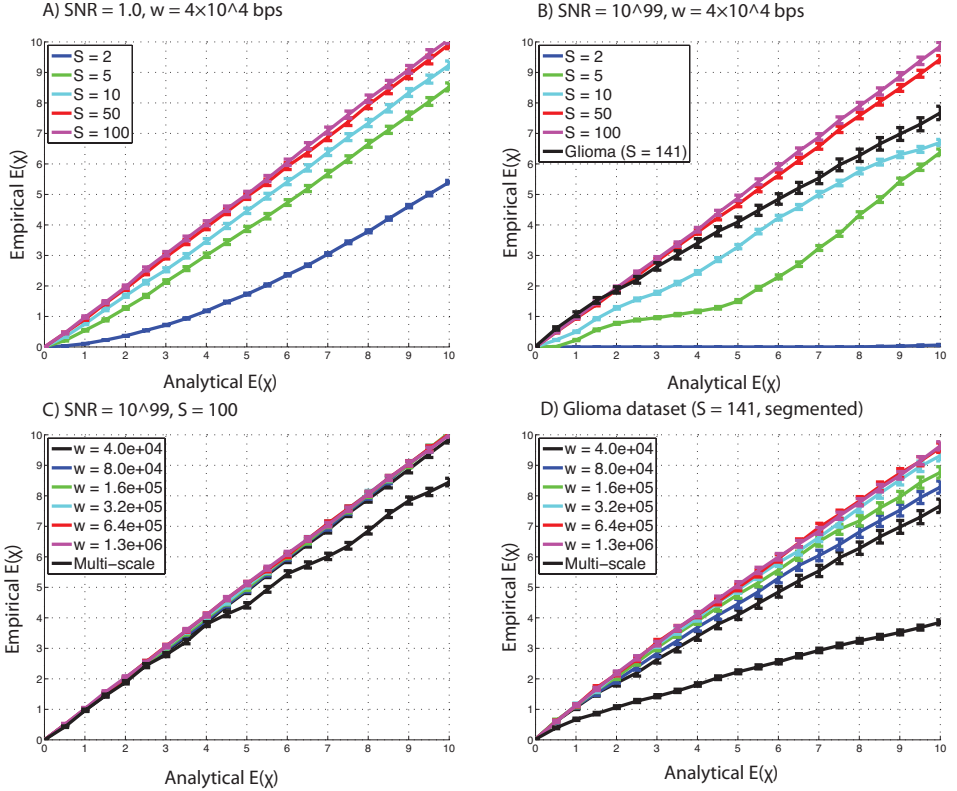 A) SNR = 1.0, w = 4×10^4 bps
10
9
8
7
6
5
4
3
2
1
0
S = 2
S = 5
S = 10
S = 50
S = 100
Empirical E(χ)
0 1 2 3 4 5 6 7 8 9 10
Analytical E(χ)
B) SNR = 10^99, w = 4×10^4 bps
10
9
8
7
6
5
4
3
2
1
0
S = 2
S = 5
S = 10
S = 50
S = 100
Glioma (S = 141)
Empirical E(χ)
0 1 2 3 4 5 6 7 8 9 10
Analytical E(χ)
C) SNR = 10^99, S = 100
10
9
8
7
6
5
4
3
2
1
0
w = 4.0e+04
w = 8.0e+04
w = 1.6e+05
w = 3.2e+05
w = 6.4e+05
w = 1.3e+06
Multi−scale
Empirical E(χ)
0 1 2 3 4 5 6 7 8 9 10
Analytical E(χ)
D) Glioma dataset (S = 141, segmented)
10
9
8
7
6
5
4
3
2
1
0
w = 4.0e+04
w = 8.0e+04
w = 1.6e+05
w = 3.2e+05
w = 6.4e+05
w = 1.3e+06
Multi−scale
Empirical E(χ)
0 1 2 3 4 5 6 7 8 9 10
Analytical E(χ)